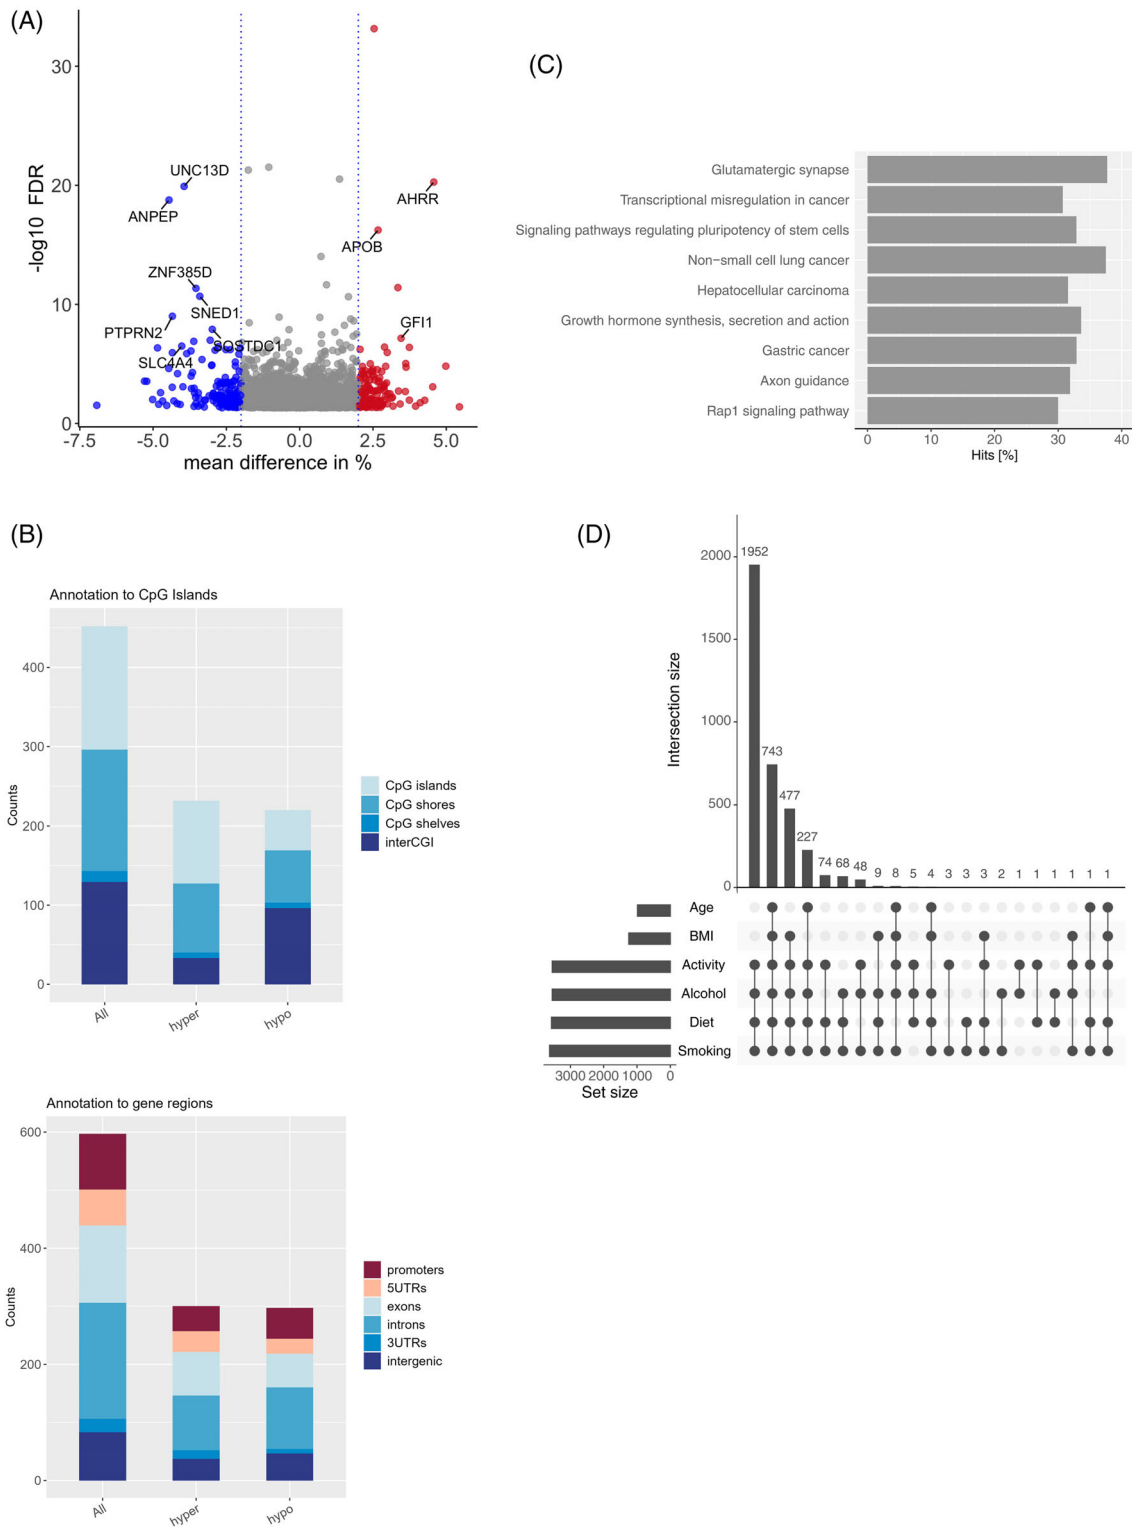 (A)
-log10 FDR
30
20
10
0
UNC13D
ANPEP
AHRR
APOB
ZNF385D
SNED1
PTPRN2
SOSTDC1
GFI1
SLC4A4
-7.5 -5.0 -2.5 0.0 2.5 5.0
mean difference in %
(C)
Glutamatergic synapse
Transcriptional misregulation in cancer
Signaling pathways regulating pluripotency of stem cells
Non-small cell lung cancer
Hepatocellular carcinoma
Growth hormone synthesis, secretion and action
Gastric cancer
Axon guidance
Rap1 signaling pathway
0 10 20 30 40
Hits [%]
(B)
Annotation to CpG Islands
Counts
400
300
200
100
0
All hyper hypo
CpG islands
CpG shores
CpG shelves
interCGI
Annotation to gene regions
Counts
600
400
200
0
All hyper hypo
promoters
5UTRs
exons
introns
3UTRs
intergenic
(D)
Intersection size
2000
1500
1000
500
0
1952
743
477
227
74 68 48 9 8 5 4 3 3 3 2 1 1 1 1 1 1
Age
BMI
Activity
Alcohol
Diet
Smoking
3000 2000 1000 0
Set size